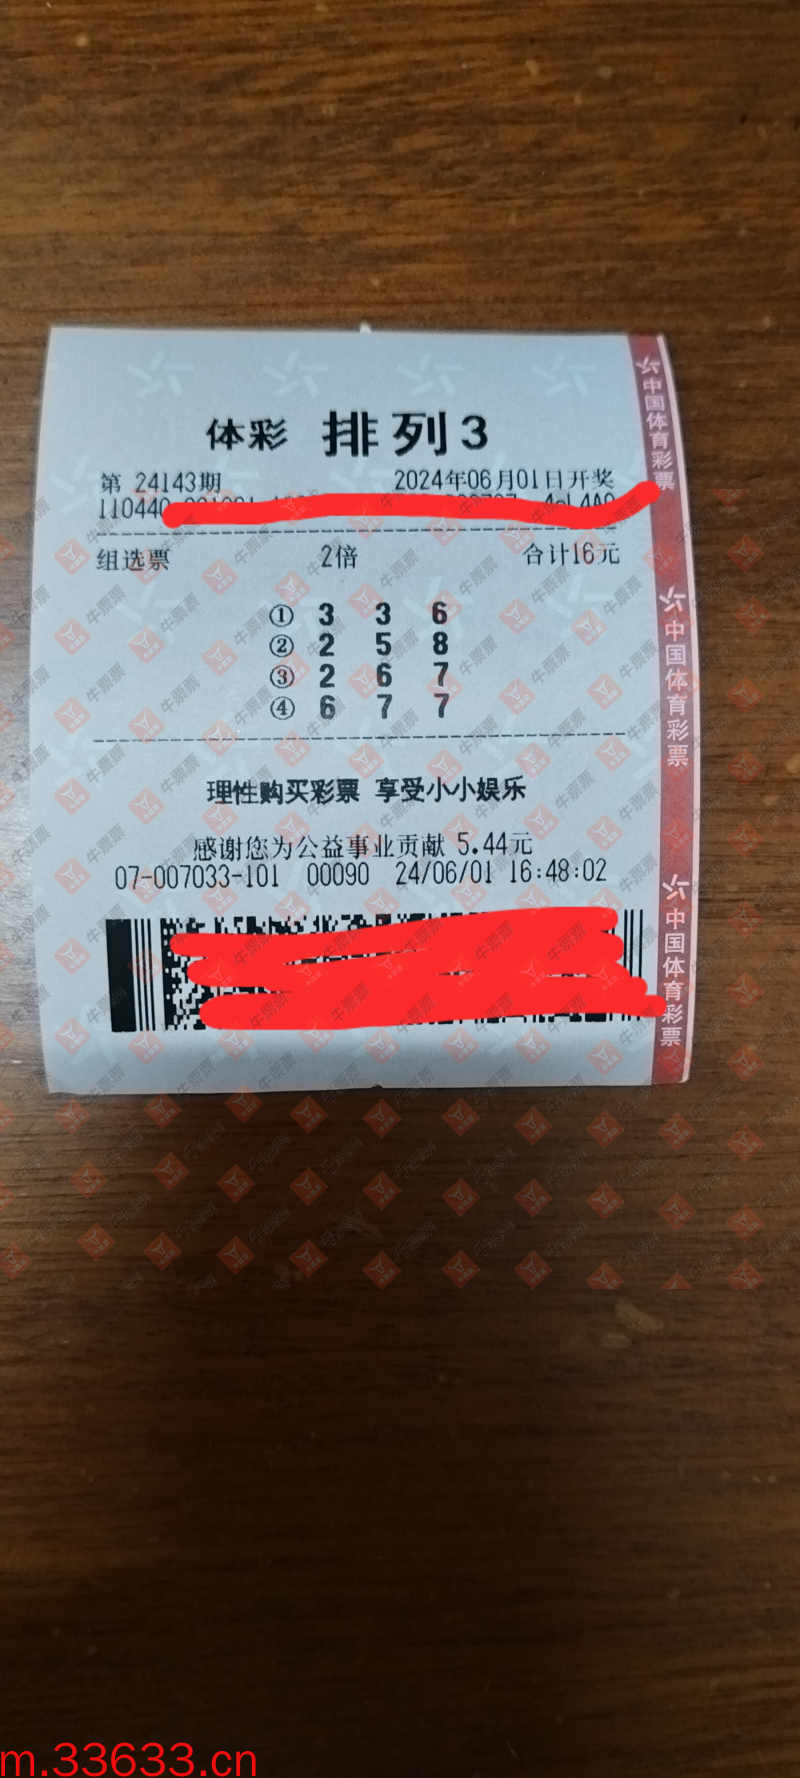 体彩 排列3
第 24143期 2024年06月01日开奖
110440
组选票 2倍 合计16元
① 3 3 6
② 2 5 8
③ 2 6 7
④ 6 7 7
理性购买彩票 享受小小娱乐
感谢您为公益事业贡献 5.44元
07-007033-101 00090 24/06/01 16:48:02
中国体育彩票
中国体育彩票
中国体育彩票
牛票票
m.33633.cn